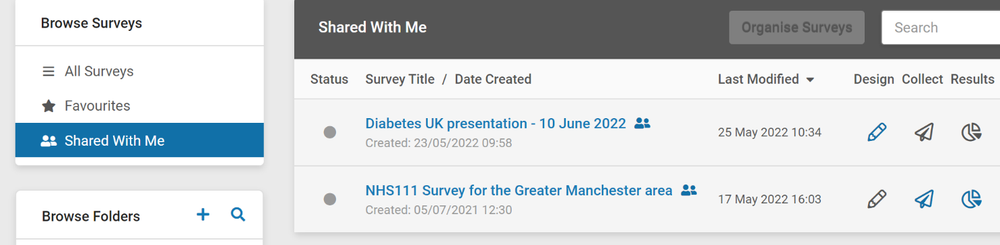 Browse Surveys
All Surveys
Favourites
Shared With Me
Browse Folders
Shared With Me
Organise Surveys
Search
Status Survey Title / Date Created Last Modified Design Collect Results
Diabetes UK presentation - 10 June 2022
Created: 23/05/2022 09:58
25 May 2022 10:34
NHS111 Survey for the Greater Manchester area
Created: 05/07/2021 12:30
17 May 2022 16:03